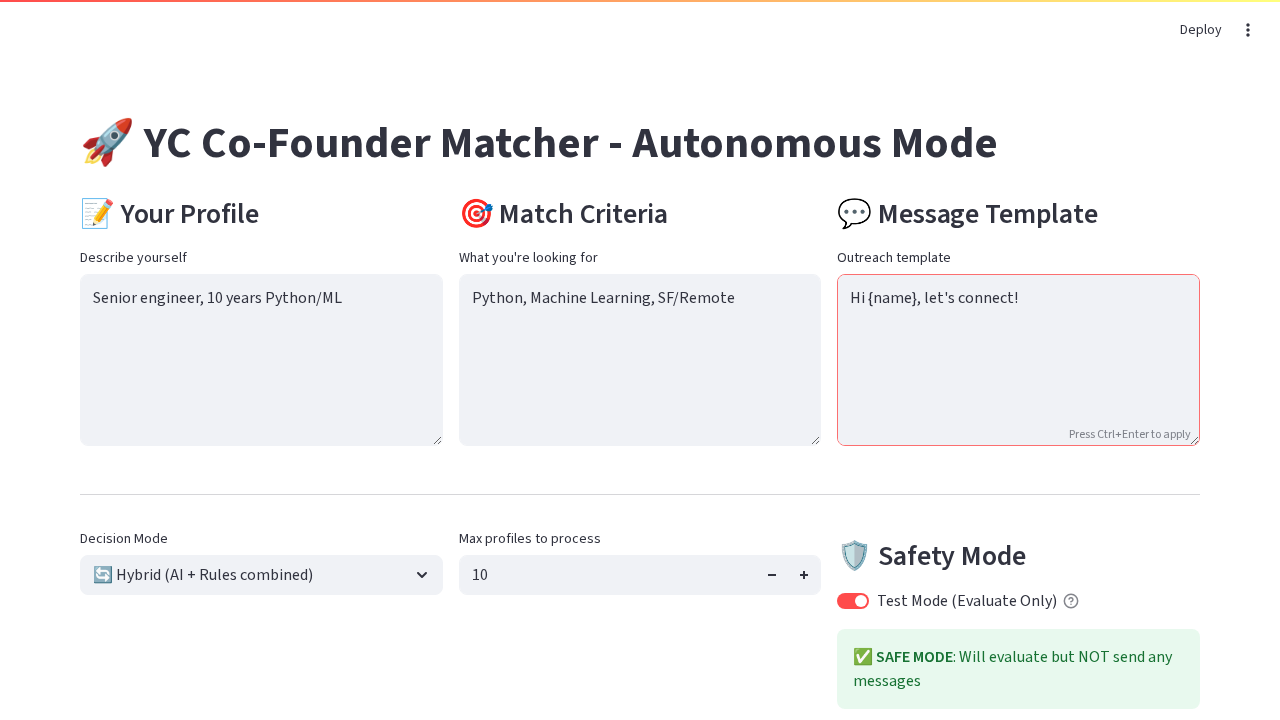 Deploy
🚀 YC Co-Founder Matcher - Autonomous Mode
📝 Your Profile
Describe yourself
Senior engineer, 10 years Python/ML
🎯 Match Criteria
What you're looking for
Python, Machine Learning, SF/Remote
💬 Message Template
Outreach template
Hi {name}, let's connect!
Press Ctrl+Enter to apply
Decision Mode
🔄 Hybrid (AI + Rules combined)
Max profiles to process
10
🛡️ Safety Mode
Test Mode (Evaluate Only)
✅ SAFE MODE: Will evaluate but NOT send any
messages